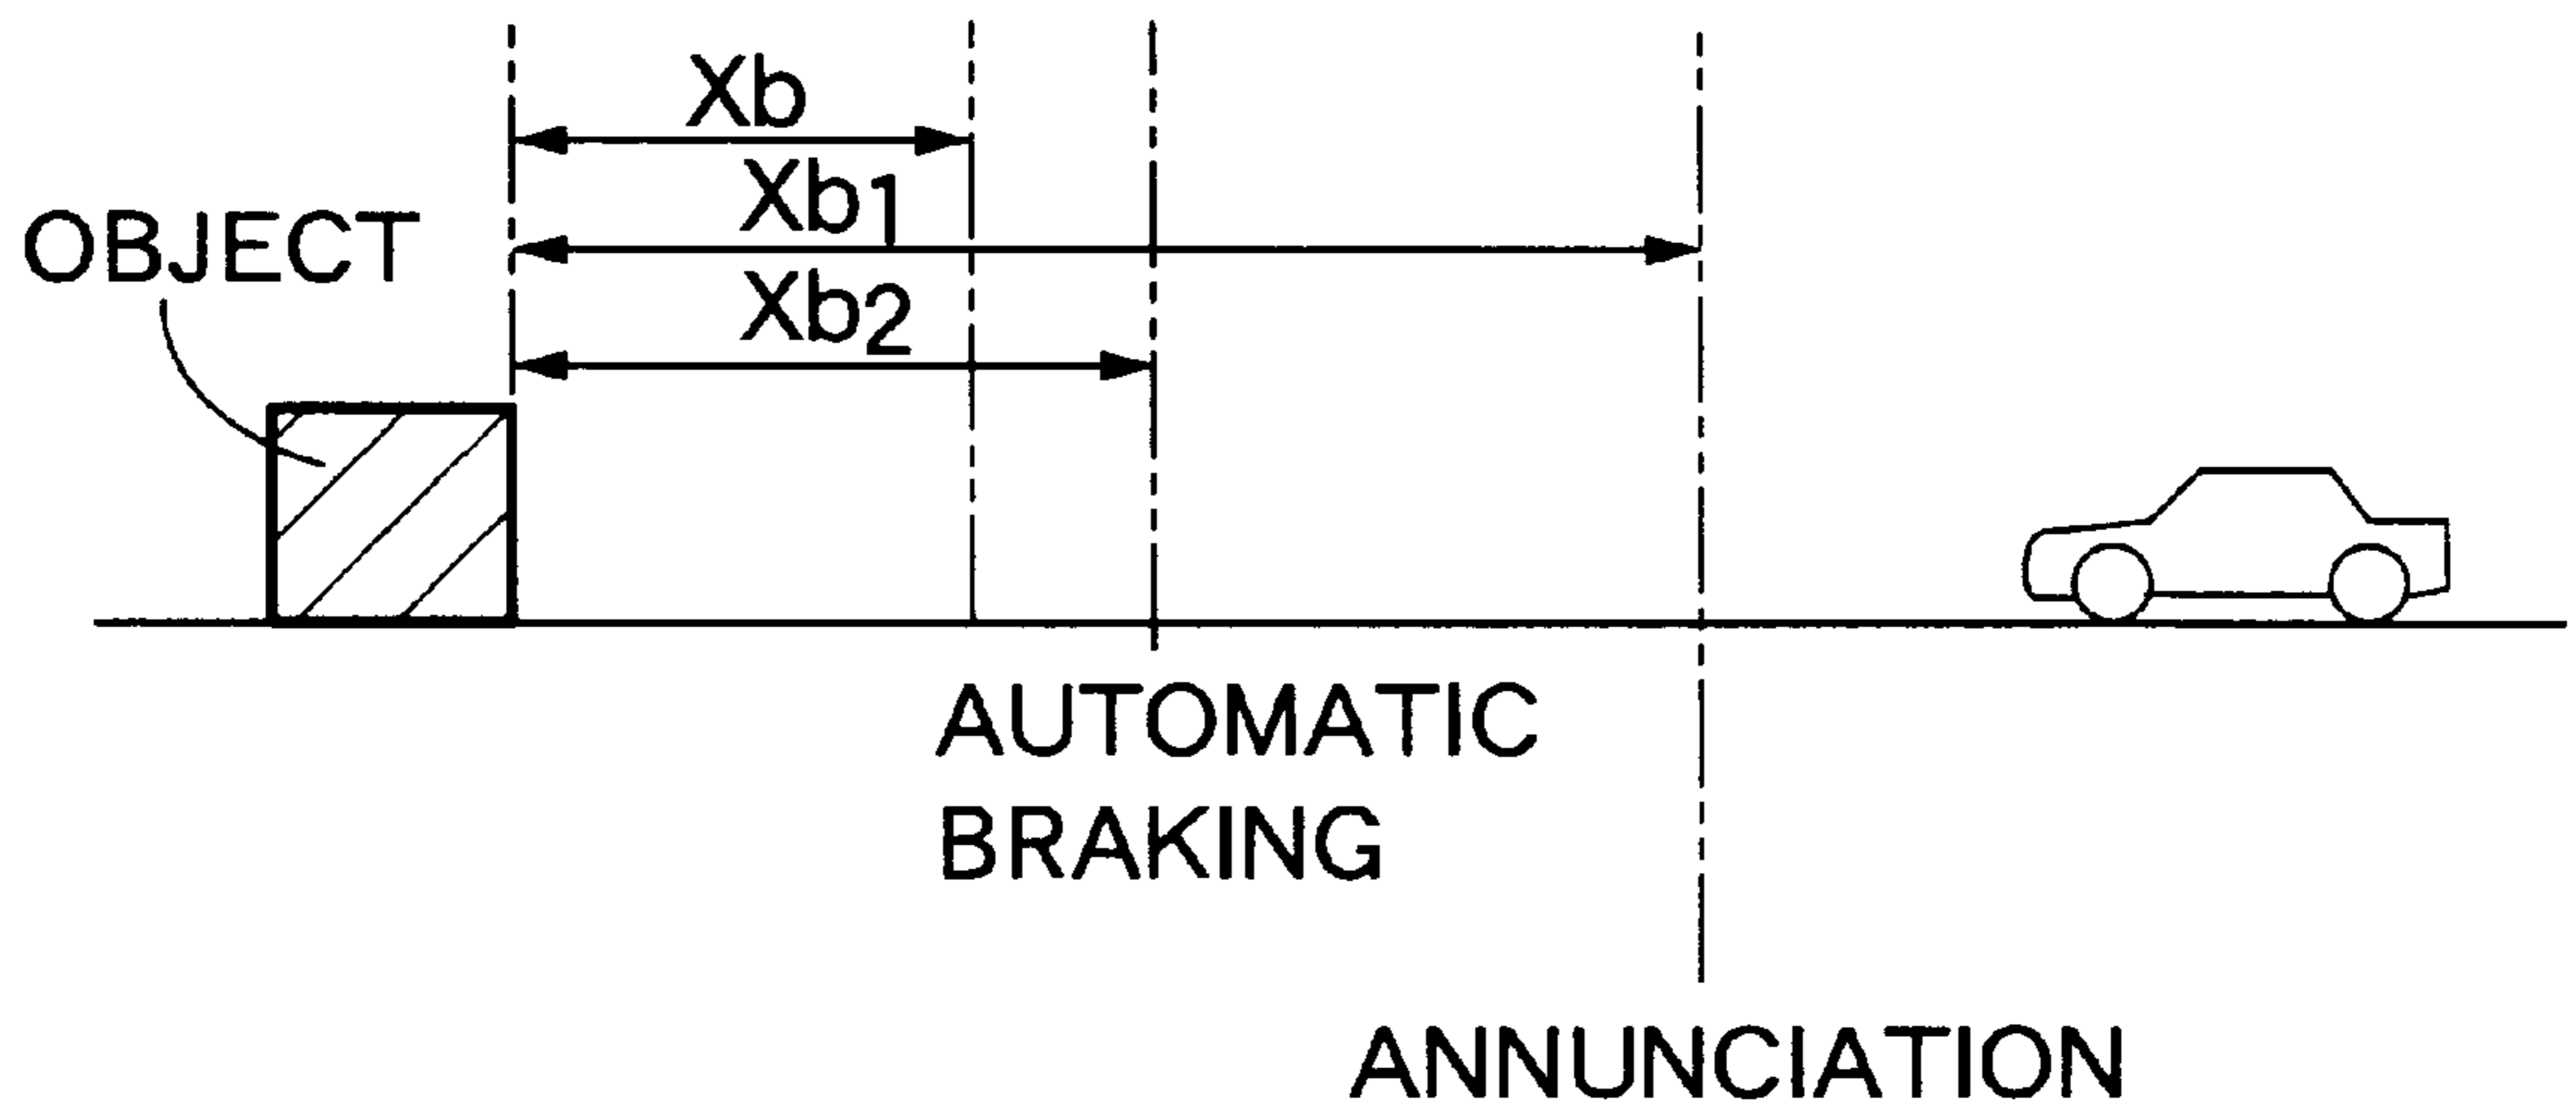 Xb
Xb1
OBJECT
Xb2
AUTOMATIC
BRAKING
ANNUNCIATION